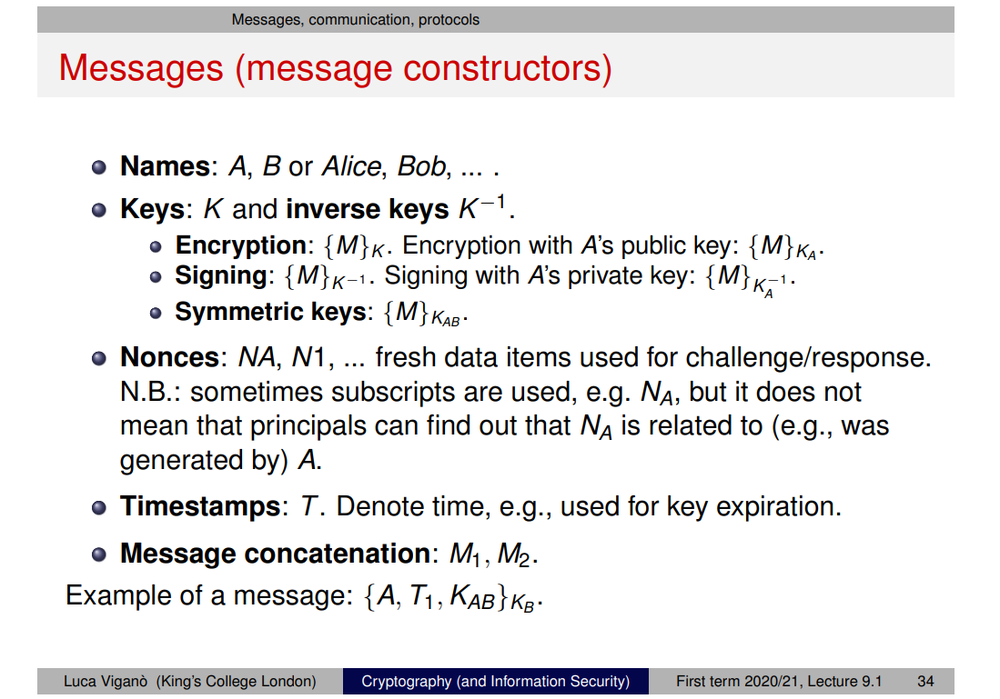 Messages, communication, protocols
Messages (message constructors)
Names: A, B or Alice, Bob, ... .
Keys: K and inverse keys K⁻¹.
Encryption: {M}_K. Encryption with A's public key: {M}_{K_A}.
Signing: {M}_{K⁻¹}. Signing with A's private key: {M}_{K_A⁻¹}.
Symmetric keys: {M}_{K_{AB}}.
Nonces: NA, N1, ... fresh data items used for challenge/response.
N.B.: sometimes subscripts are used, e.g. N_A, but it does not
mean that principals can find out that N_A is related to (e.g., was
generated by) A.
Timestamps: T. Denote time, e.g., used for key expiration.
Message concatenation: M₁, M₂.
Example of a message: {A, T₁, K_{AB}}_{K_B}.
Luca Viganò (King's College London) Cryptography (and Information Security) First term 2020/21, Lecture 9.1 34